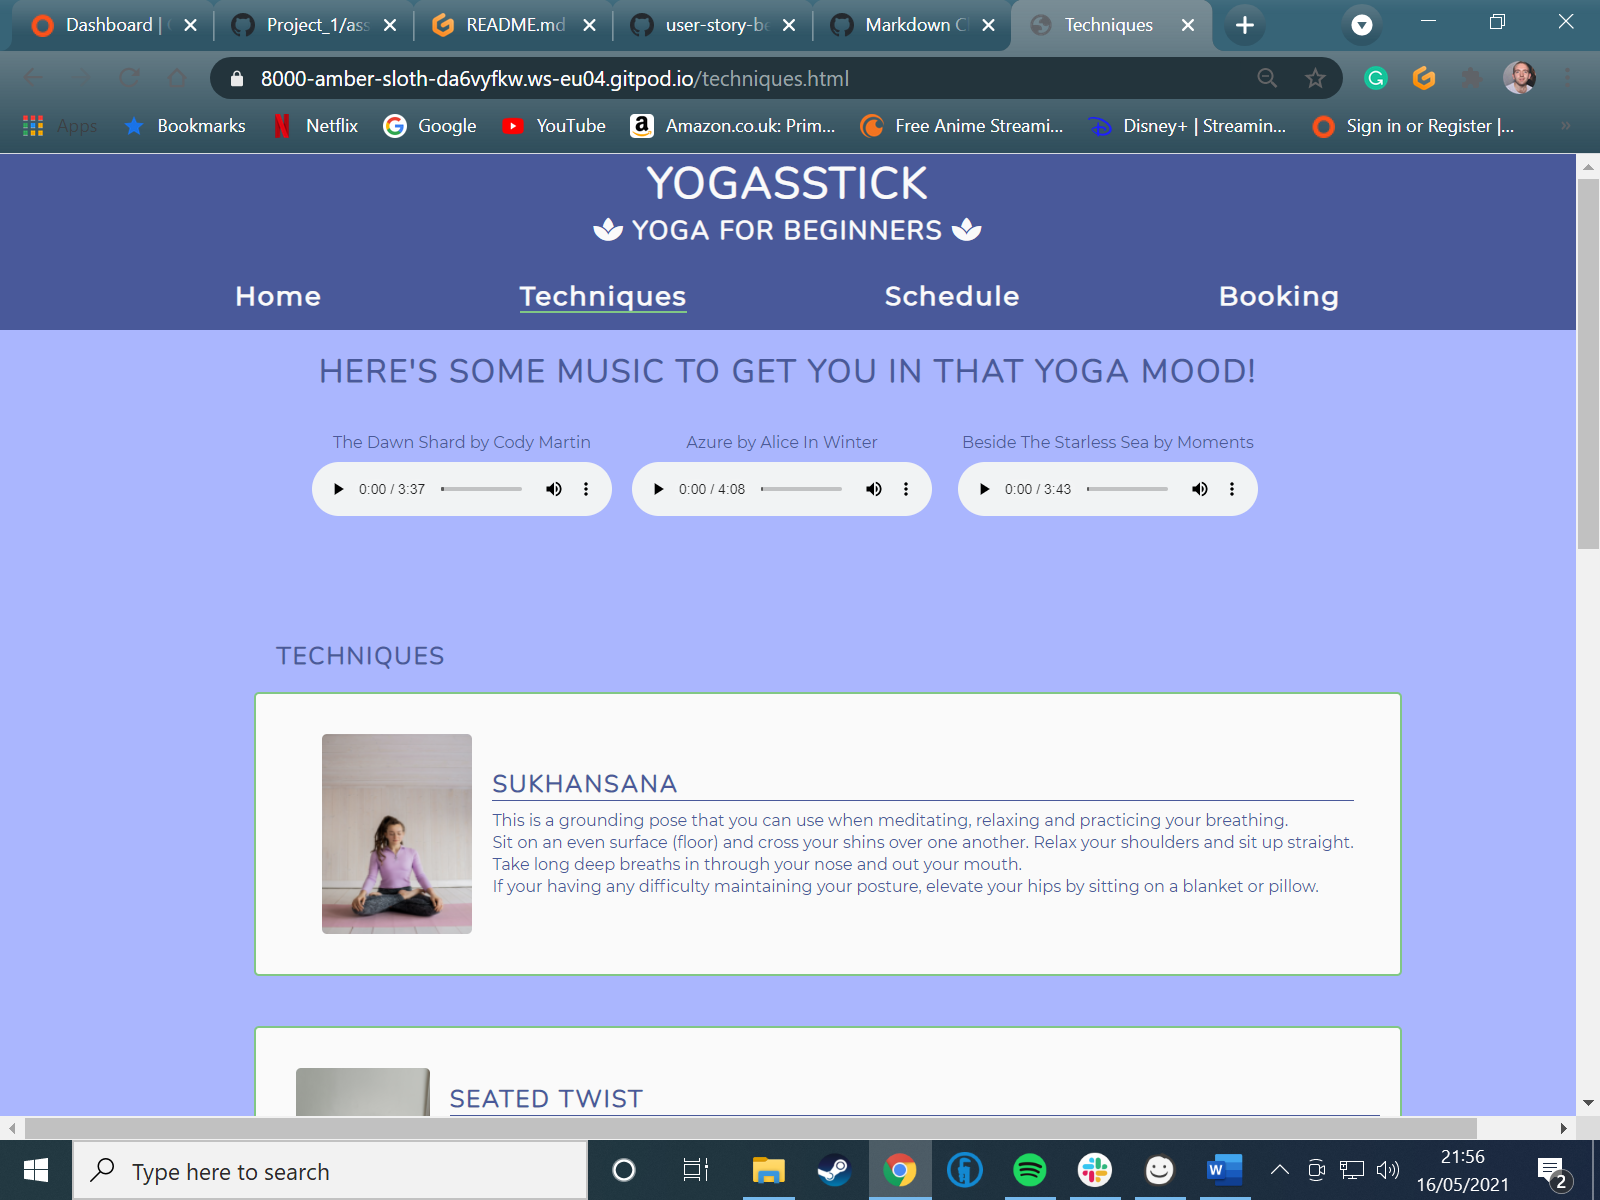 Dashboard |
Project_1/ass
README.md
user-story-be
Markdown C
Techniques
8000-amber-sloth-da6vyfkw.ws-eu04.gitpod.io/techniques.html
Apps
Bookmarks
Netflix
Google
YouTube
Amazon.co.uk: Prim...
Free Anime Streami...
Disney+ | Streamin...
Sign in or Register |...
YOGASSTICK
YOGA FOR BEGINNERS
Home
Techniques
Schedule
Booking
HERE'S SOME MUSIC TO GET YOU IN THAT YOGA MOOD!
The Dawn Shard by Cody Martin
Azure by Alice In Winter
Beside The Starless Sea by Moments
0:00 / 3:37
0:00 / 4:08
0:00 / 3:43
TECHNIQUES
SUKHANSANA
This is a grounding pose that you can use when meditating, relaxing and practicing your breathing.
Sit on an even surface (floor) and cross your shins over one another. Relax your shoulders and sit up straight.
Take long deep breaths in through your nose and out your mouth.
If your having any difficulty maintaining your posture, elevate your hips by sitting on a blanket or pillow.
SEATED TWIST
Type here to search
21:56
16/05/2021
2